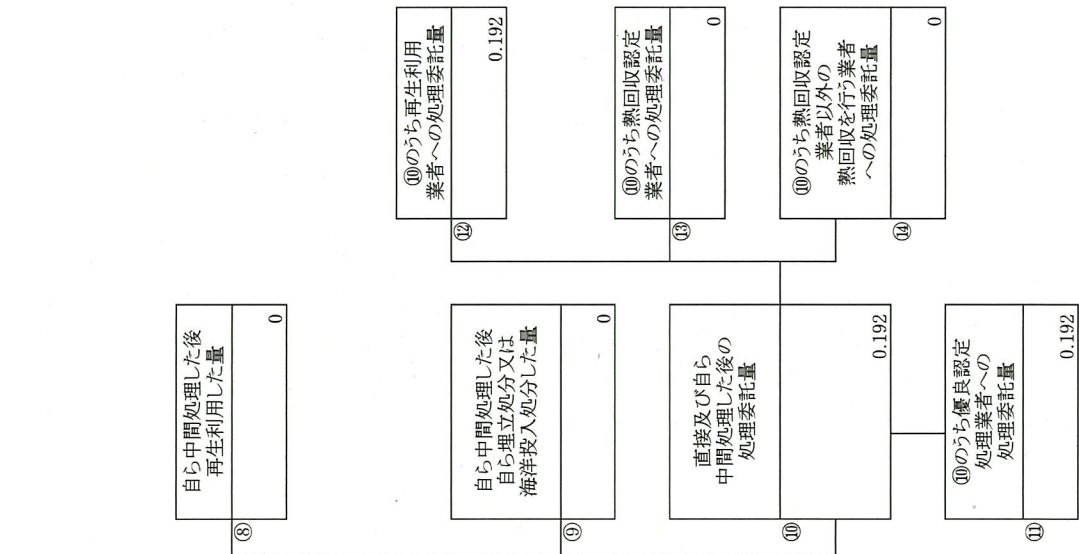 自ら中間処理した後
再生利用した量
⑧
0
自ら中間処理した後
自ら埋立処分又は
海洋投入処分した量
⑨
0
直接及び自ら
中間処理した後の
処理委託量
⑩
0.192
⑩のうち優良認定
処理業者への
処理委託量
⑪
0.192
⑩のうち再生利用
業者への処理委託量
⑫
0.192
⑩のうち熱回収認定
業者への処理委託量
⑬
0
⑩のうち熱回収認定
業者以外の
熱回収を行う業者
への処理委託量
⑭
0